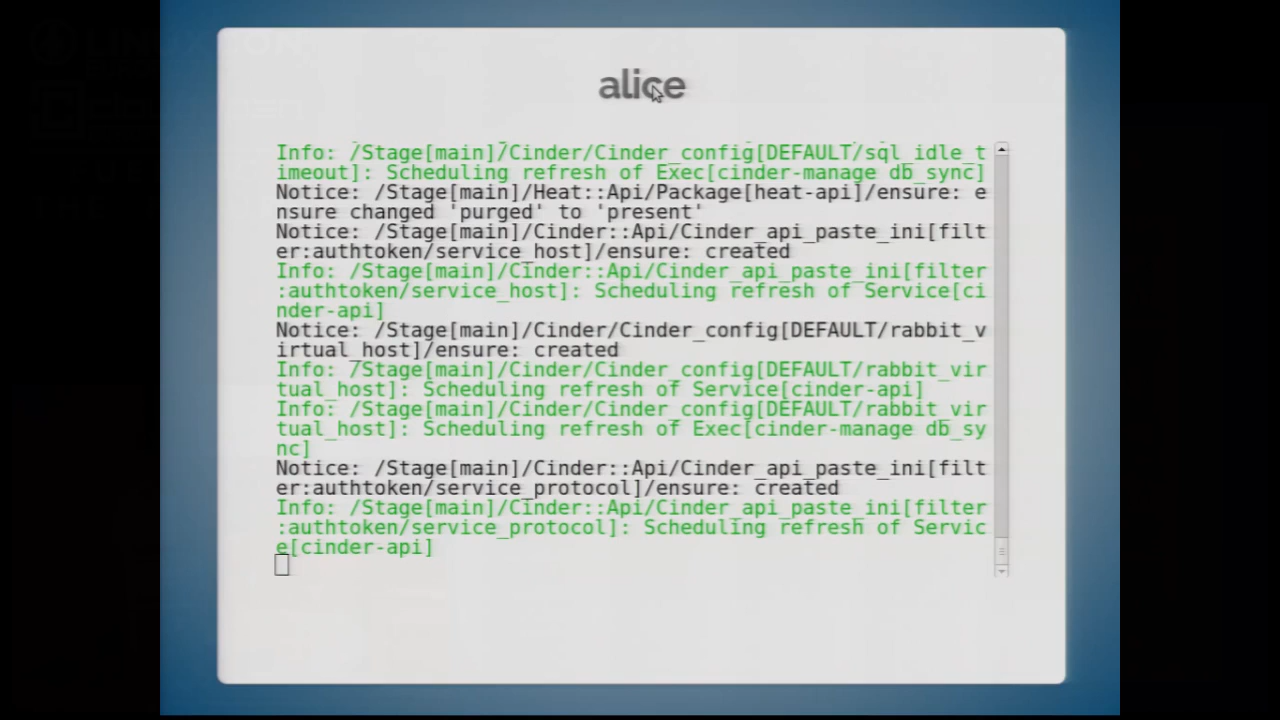 alice
Info: /Stage[main]/Cinder/Cinder_config[DEFAULT/sql_idle_t
imeout]: Scheduling refresh of Exec[cinder-manage db_sync]
Notice: /Stage[main]/Heat::Api/Package[heat-api]/ensure: e
nsure changed 'purged' to 'present'
Notice: /Stage[main]/Cinder::Api/Cinder_api_paste_ini[filt
er:authtoken/service_host]/ensure: created
Info: /Stage[main]/Cinder::Api/Cinder_api_paste_ini[filter
:authtoken/service_host]: Scheduling refresh of Service[ci
nder-api]
Notice: /Stage[main]/Cinder/Cinder_config[DEFAULT/rabbit_v
irtual_host]/ensure: created
Info: /Stage[main]/Cinder/Cinder_config[DEFAULT/rabbit_vir
tual_host]: Scheduling refresh of Service[cinder-api]
Info: /Stage[main]/Cinder/Cinder_config[DEFAULT/rabbit_vir
tual_host]: Scheduling refresh of Exec[cinder-manage db_sy
nc]
Notice: /Stage[main]/Cinder::Api/Cinder_api_paste_ini[filt
er:authtoken/service_protocol]/ensure: created
Info: /Stage[main]/Cinder::Api/Cinder_api_paste_ini[filter
:authtoken/service_protocol]: Scheduling refresh of Servic
e[cinder-api]